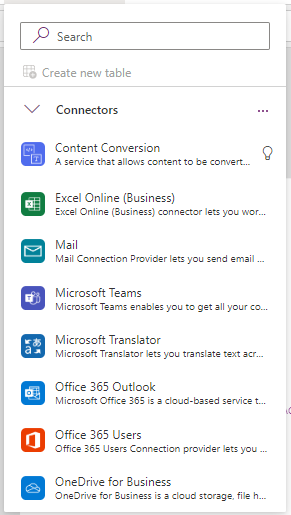 Search
Create new table
Connectors
Content Conversion
A service that allows content to be convert...
Excel Online (Business)
Excel Online (Business) connector lets you wor...
Mail
Mail Connection Provider lets you send email ...
Microsoft Teams
Microsoft Teams enables you to get all your co...
Microsoft Translator
Microsoft Translator lets you translate text acr...
Office 365 Outlook
Microsoft Office 365 is a cloud-based service t...
Office 365 Users
Office 365 Users Connection provider lets you ...
OneDrive for Business
OneDrive for Business is a cloud storage, file h...